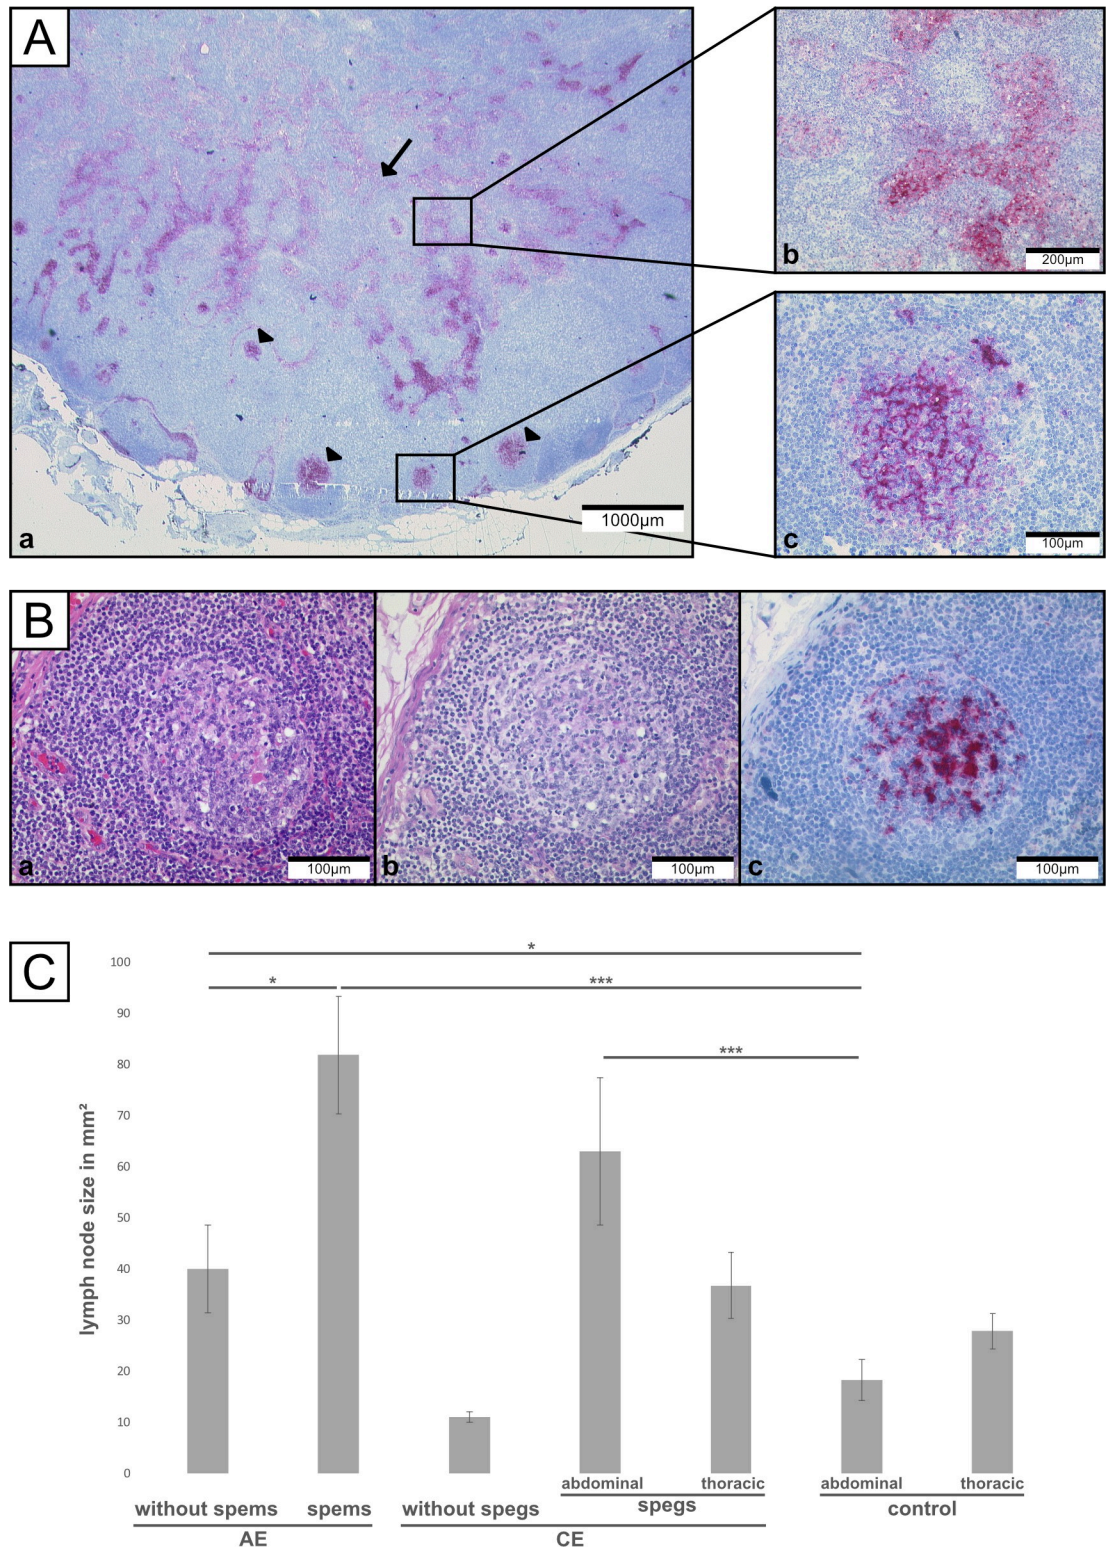 A
a
1000µm
b
200µm
c
100µm
B
a
100µm
b
100µm
c
100µm
C
lymph node size in mm²
100
90
80
70
60
50
40
30
20
10
0
*
*
***
***
abdominal
thoracic
abdominal
thoracic
without spems
spems
without spegs
spegs
control
AE
CE